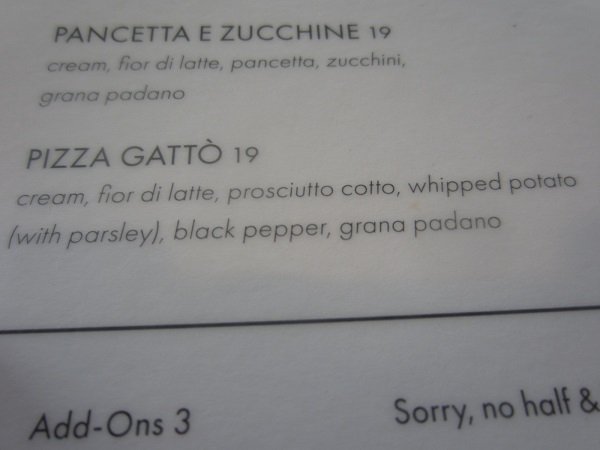 PANCETTA E ZUCCHINE 19
cream, fior di latte, pancetta, zucchini,
grana padano
PIZZA GATTÒ 19
cream, fior di latte, prosciutto cotto, whipped potato
(with parsley), black pepper, grana padano
Add-Ons 3
Sorry, no half &